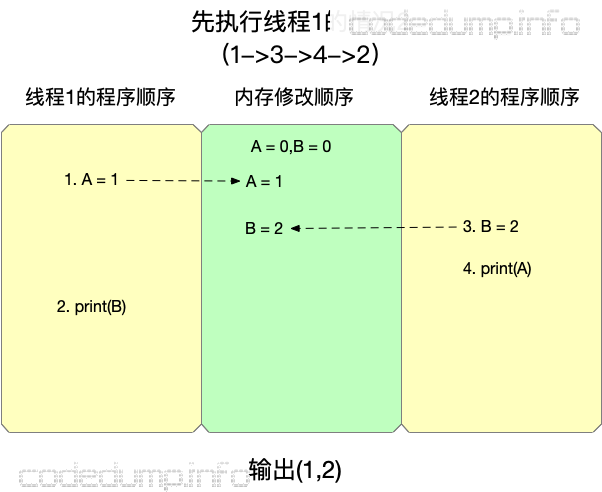 先执行线程1的情况
codedump.info
(1->3->4->2)
线程1的程序顺序
内存修改顺序
线程2的程序顺序
A = 0,B = 0
1. A = 1
A = 1
B = 2
3. B = 2
4. print(A)
2. print(B)
codedump.info
输出(1,2)